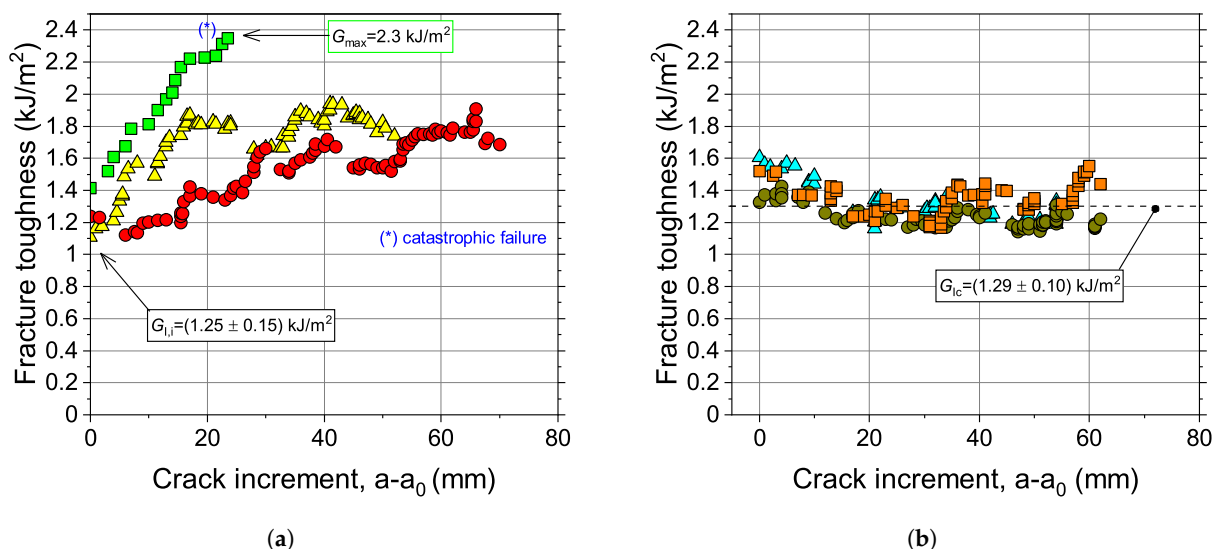 2.4
2.2
2
1.8
1.6
1.4
1.2
1
0.8
0.6
0.4
0.2
0
Fracture toughness (kJ/m²)
(*)
Gmax=2.3 kJ/m²
(*) catastrophic failure
GI,i=(1.25 ± 0.15) kJ/m²
0 20 40 60 80
Crack increment, a-a₀ (mm)
(a)
2.4
2.2
2
1.8
1.6
1.4
1.2
1
0.8
0.6
0.4
0.2
0
Fracture toughness (kJ/m²)
GIc=(1.29 ± 0.10) kJ/m²
0 20 40 60 80
Crack increment, a-a₀ (mm)
(b)